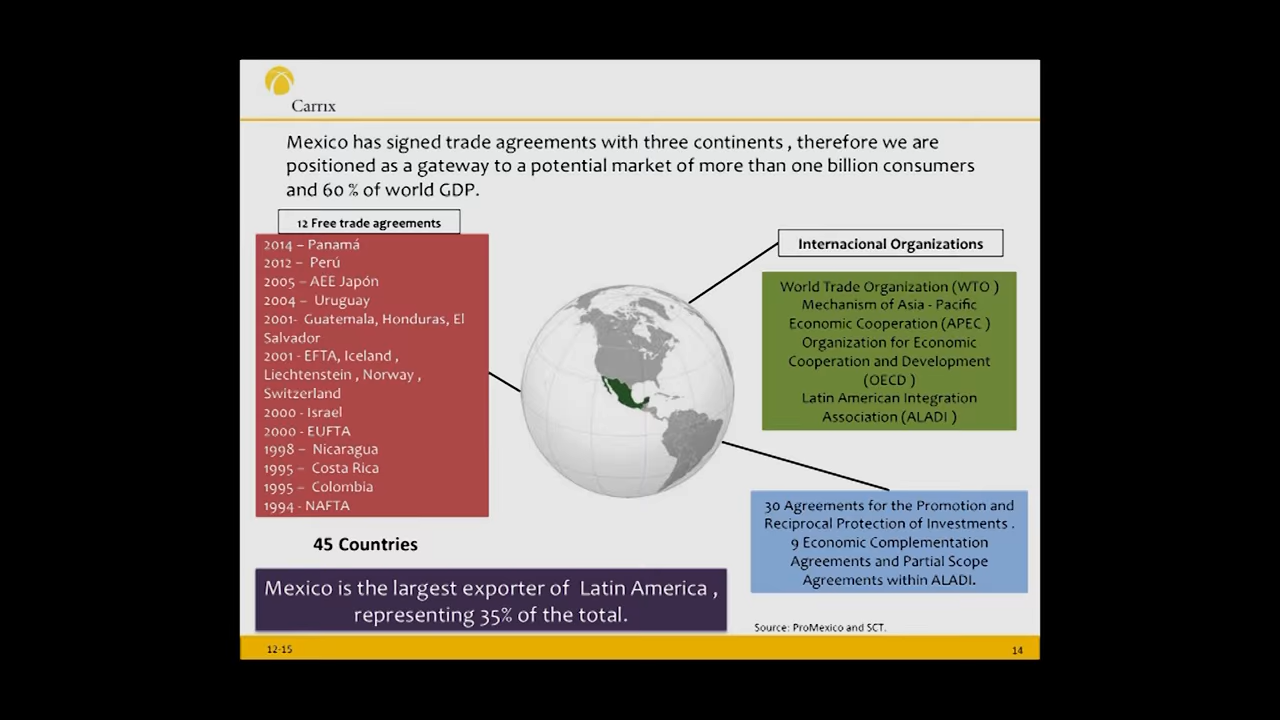 Carrix
Mexico has signed trade agreements with three continents , therefore we are
positioned as a gateway to a potential market of more than one billion consumers
and 60 % of world GDP.
12 Free trade agreements
2014 – Panamá
2012 – Perú
2005 – AEE Japón
2004 – Uruguay
2001- Guatemala, Honduras, El
Salvador
2001 - EFTA, Iceland ,
Liechtenstein , Norway ,
Switzerland
2000 - Israel
2000 - EUFTA
1998 – Nicaragua
1995 – Costa Rica
1995 – Colombia
1994 - NAFTA
45 Countries
Mexico is the largest exporter of Latin America ,
representing 35% of the total.
Internacional Organizations
World Trade Organization (WTO )
Mechanism of Asia - Pacific
Economic Cooperation (APEC )
Organization for Economic
Cooperation and Development
(OECD )
Latin American Integration
Association (ALADI )
30 Agreements for the Promotion and
Reciprocal Protection of Investments .
9 Economic Complementation
Agreements and Partial Scope
Agreements within ALADI.
Source: ProMexico and SCT.
12-15
14